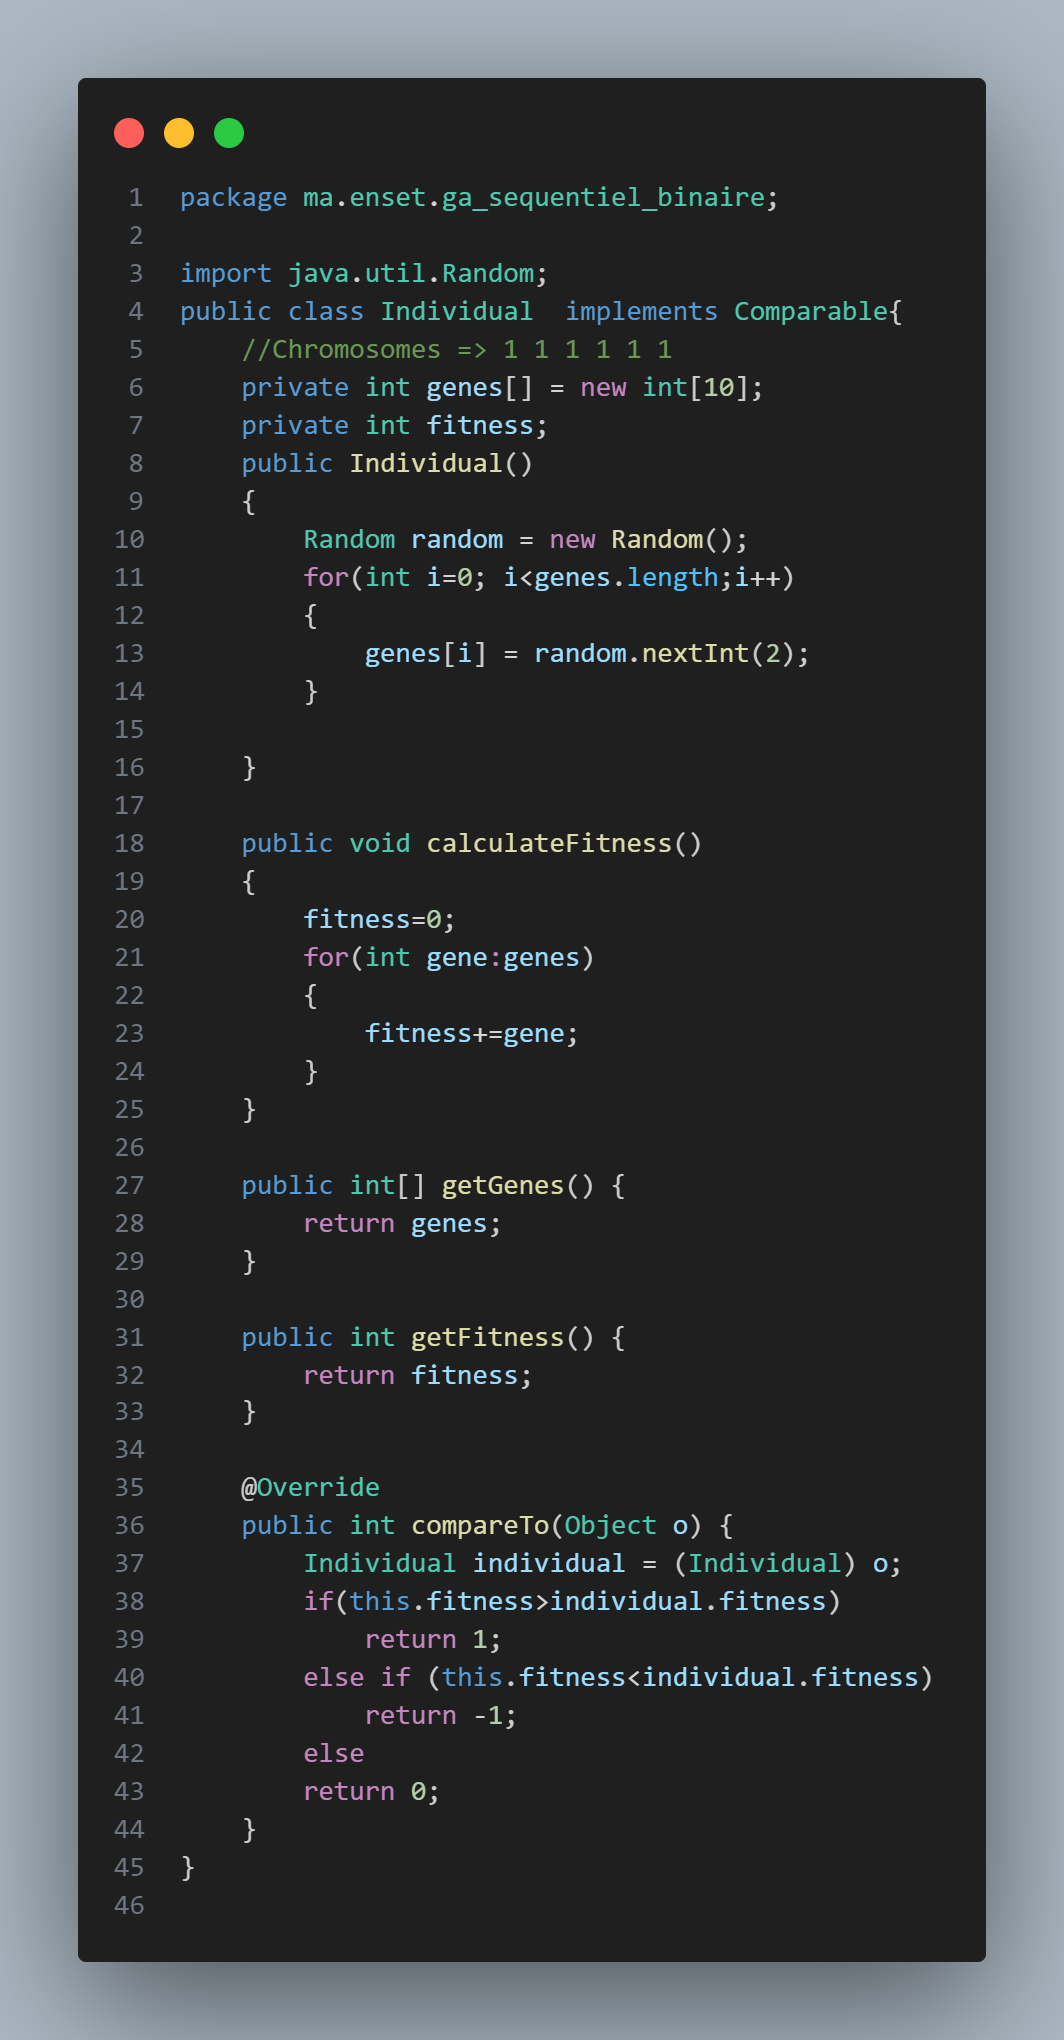 1 package ma.enset.ga_sequentiel_binaire;
2
3 import java.util.Random;
4 public class Individual  implements Comparable{
5     //Chromosomes => 1 1 1 1 1 1
6     private int genes[] = new int[10];
7     private int fitness;
8     public Individual()
9     {
10         Random random = new Random();
11         for(int i=0; i<genes.length;i++)
12         {
13             genes[i] = random.nextInt(2);
14         }
15
16     }
17
18     public void calculateFitness()
19     {
20         fitness=0;
21         for(int gene:genes)
22         {
23             fitness+=gene;
24         }
25     }
26
27     public int[] getGenes() {
28         return genes;
29     }
30
31     public int getFitness() {
32         return fitness;
33     }
34
35     @Override
36     public int compareTo(Object o) {
37         Individual individual = (Individual) o;
38         if(this.fitness>individual.fitness)
39             return 1;
40         else if (this.fitness<individual.fitness)
41             return -1;
42         else
43         return 0;
44     }
45 }
46